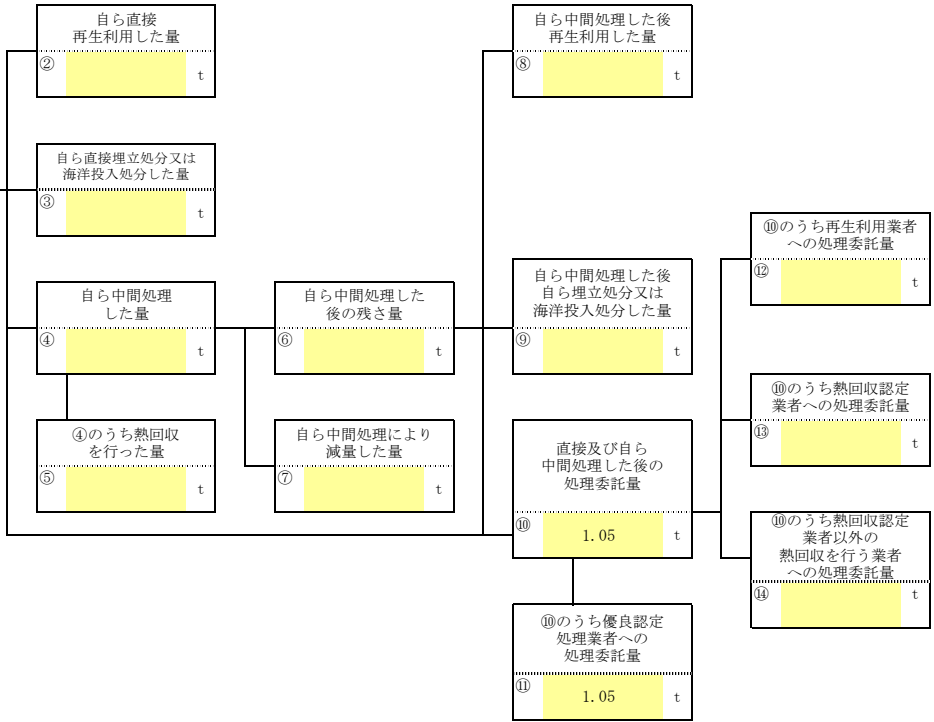 自ら直接
再生利用した量
②
t
自ら直接埋立処分又は
海洋投入処分した量
③
t
自ら中間処理
した量
④
t
④のうち熱回収
を行った量
⑤
t
自ら中間処理した
後の残さ量
⑥
t
自ら中間処理により
減量した量
⑦
t
自ら中間処理した後
再生利用した量
⑧
t
自ら中間処理した後
自ら埋立処分又は
海洋投入処分した量
⑨
t
直接及び自ら
中間処理した後の
処理委託量
⑩ 1.05 t
⑩のうち優良認定
処理業者への
処理委託量
⑪ 1.05 t
⑩のうち再生利用業者
への処理委託量
⑫
t
⑩のうち熱回収認定
業者への処理委託量
⑬
t
⑩のうち熱回収認定
業者以外の
熱回収を行う業者
への処理委託量
⑭
t